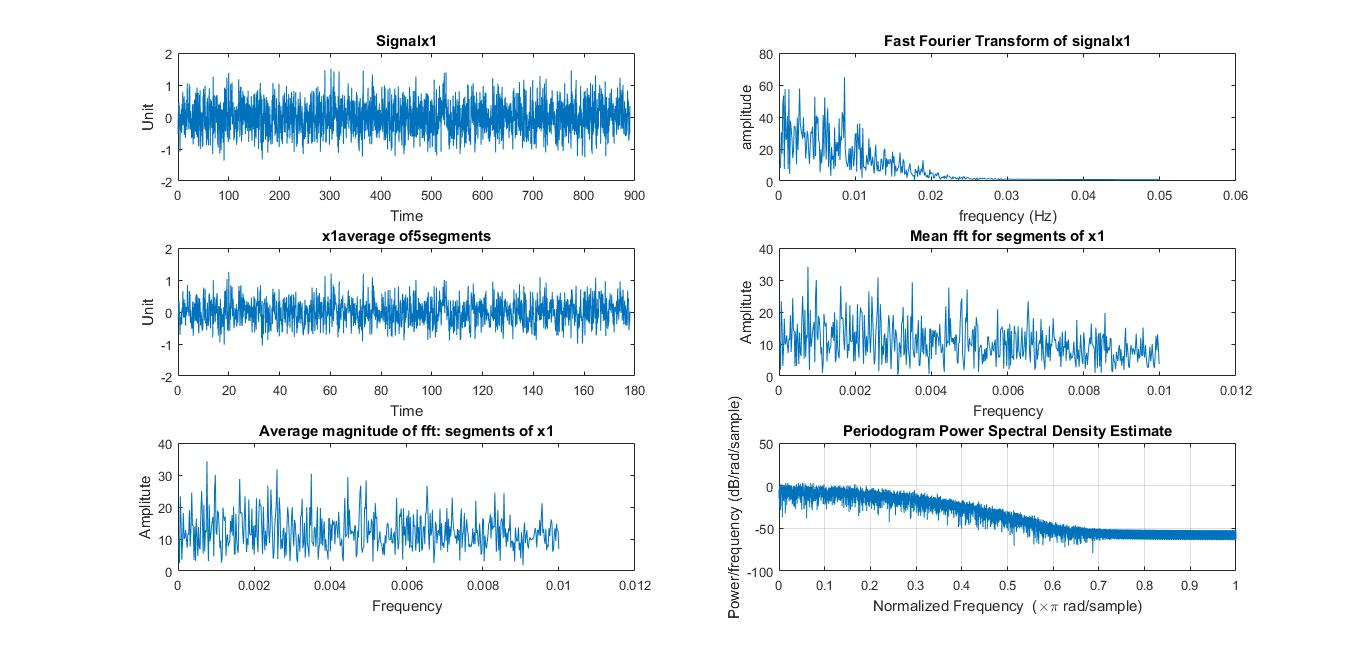 Signalx1
Unit
2
1
0
-1
-2
0 100 200 300 400 500 600 700 800 900
Time
Fast Fourier Transform of signalx1
amplitude
80
60
40
20
0
0 0.01 0.02 0.03 0.04 0.05 0.06
frequency (Hz)
x1average of5segments
Unit
2
1
0
-1
-2
0 20 40 60 80 100 120 140 160 180
Time
Mean fft for segments of x1
Amplitute
40
30
20
10
0
0 0.002 0.004 0.006 0.008 0.01 0.012
Frequency
Average magnitude of fft: segments of x1
Amplitute
40
30
20
10
0
0 0.002 0.004 0.006 0.008 0.01 0.012
Frequency
Periodogram Power Spectral Density Estimate
Power/frequency (dB/rad/sample)
50
0
-50
-100
0 0.1 0.2 0.3 0.4 0.5 0.6 0.7 0.8 0.9 1
Normalized Frequency (×π rad/sample)